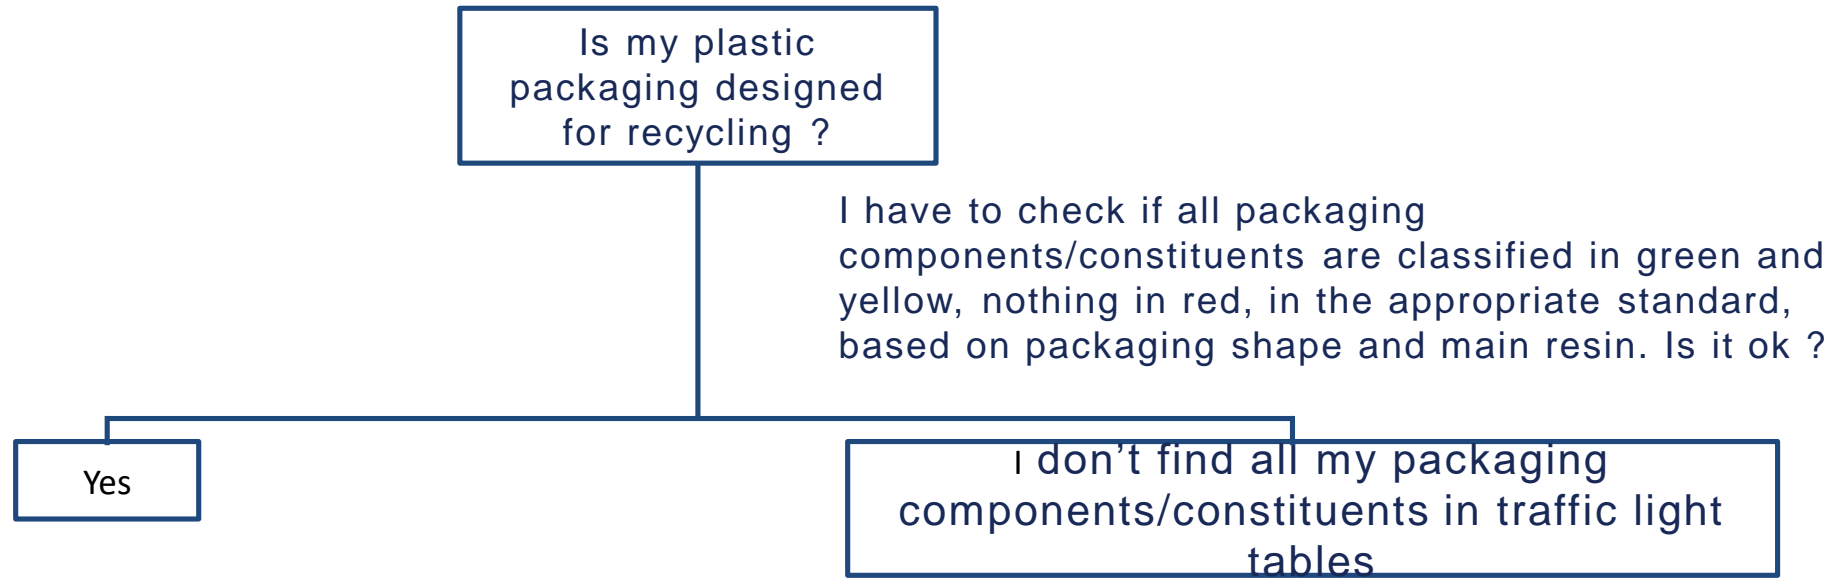 Is my plastic
packaging designed
for recycling ?
I have to check if all packaging
components/constituents are classified in green and
yellow, nothing in red, in the appropriate standard,
based on packaging shape and main resin. Is it ok ?
Yes
I don’t find all my packaging
components/constituents in traffic light
tables